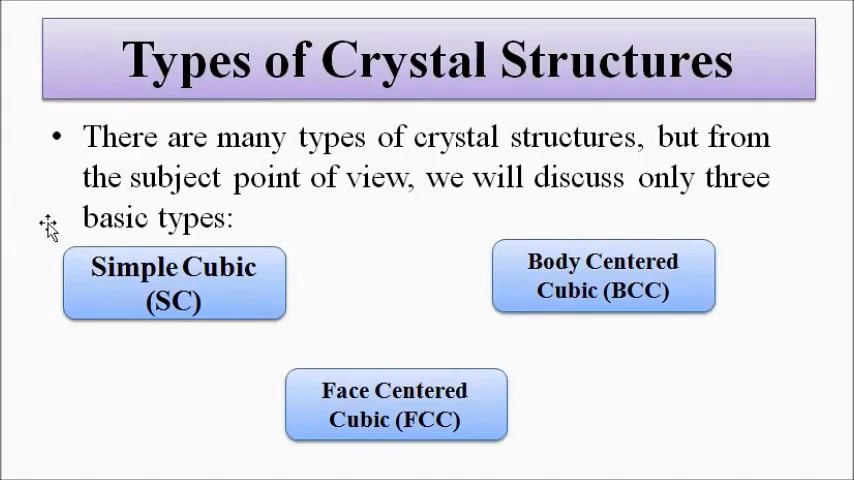 Types of Crystal Structures
• There are many types of crystal structures, but from
the subject point of view, we will discuss only three
basic types:
Simple Cubic
(SC)
Body Centered
Cubic (BCC)
Face Centered
Cubic (FCC)